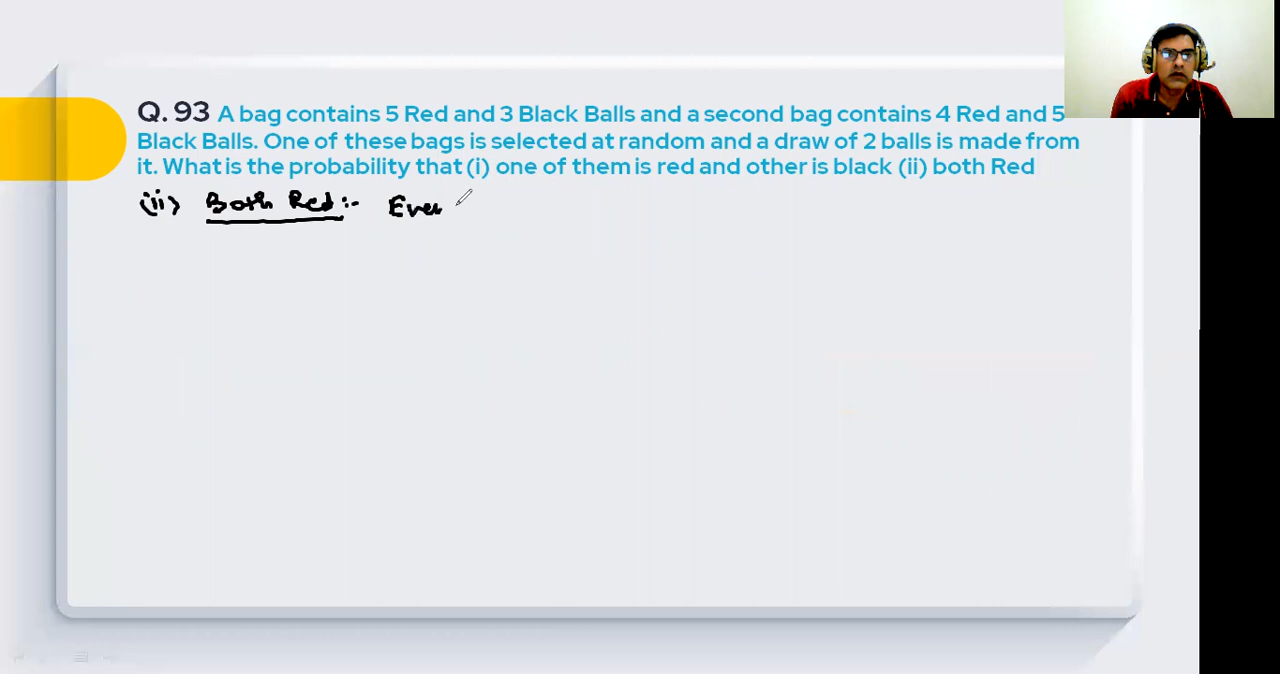 Q. 93 A bag contains 5 Red and 3 Black Balls and a second bag contains 4 Red and 5
Black Balls. One of these bags is selected at random and a draw of 2 balls is made from
it. What is the probability that (i) one of them is red and other is black (ii) both Red
(ii) Both Red :- Even